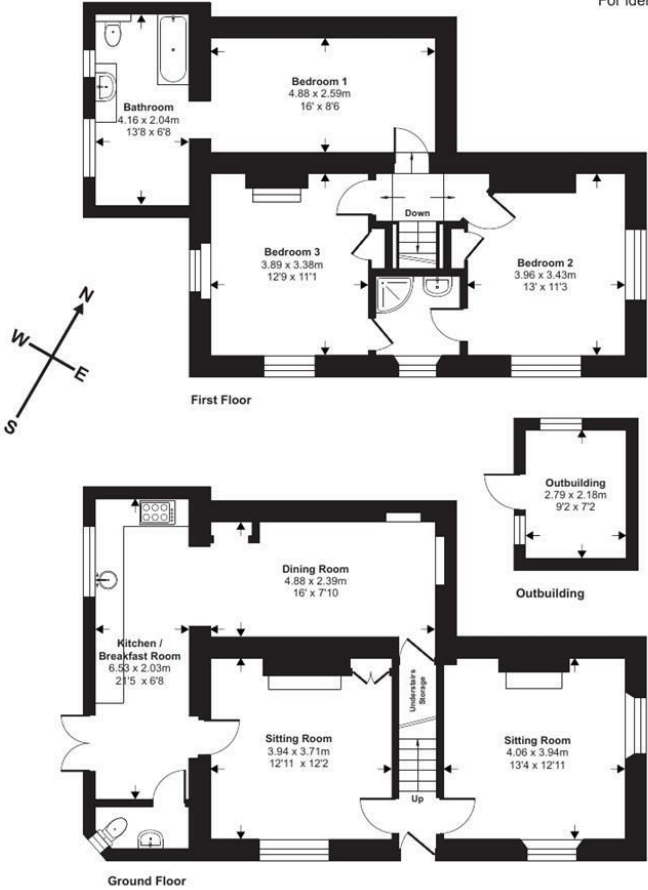 For Iden
Bathroom
4.16 x 2.04m
13'8 x 6'8
Bedroom 1
4.88 x 2.59m
16' x 8'6
Down
Bedroom 3
3.89 x 3.38m
12'9 x 11'1
Bedroom 2
3.96 x 3.43m
13' x 11'3
N
W
E
S
First Floor
Outbuilding
2.79 x 2.18m
9'2 x 7'2
Outbuilding
Dining Room
4.88 x 2.39m
16' x 7'10
Kitchen /
Breakfast Room
6.53 x 2.03m
21'5 x 6'8
Understairs
Storage
Sitting Room
3.94 x 3.71m
12'11 x 12'2
Sitting Room
4.06 x 3.94m
13'4 x 12'11
Up
Ground Floor